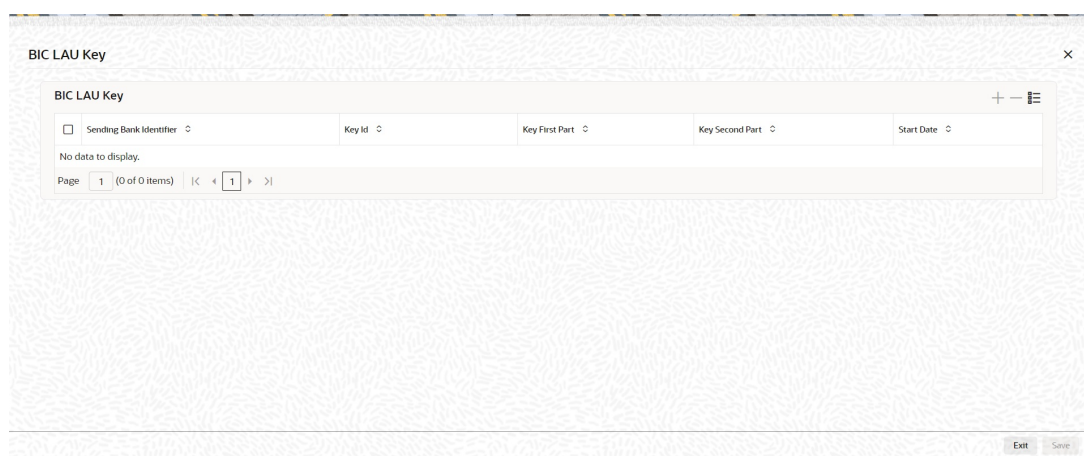 BIC LAU Key
BIC LAU Key
Sending Bank Identifier Key Id Key First Part Key Second Part Start Date
No data to display.
Page 1 (0 of 0 items) 1
Exit Save